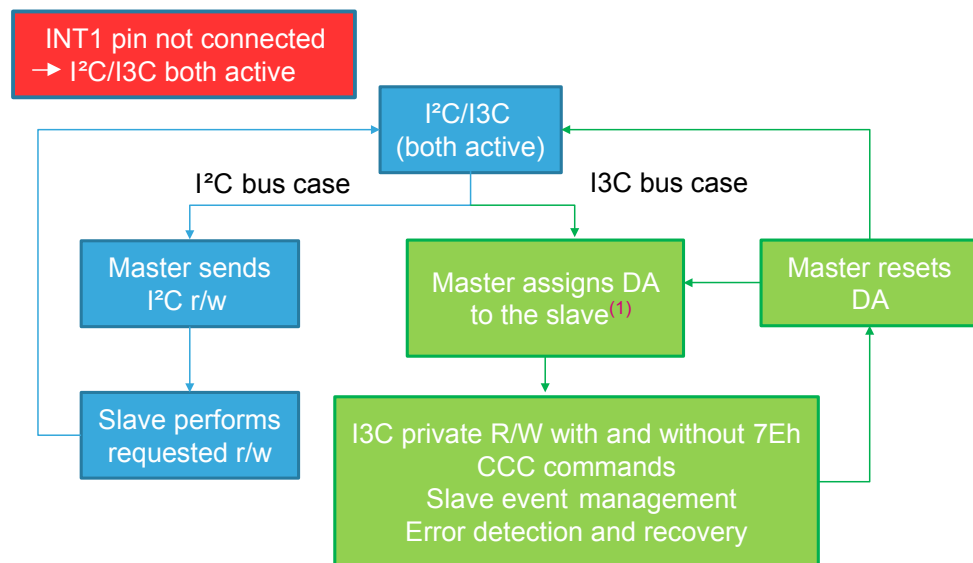 INT1 pin not connected
→ I²C/I3C both active
I²C/I3C
(both active)
I²C bus case
I3C bus case
Master sends
I²C r/w
Master assigns DA
to the slave(1)
Master resets
DA
Slave performs
requested r/w
I3C private R/W with and without 7Eh
CCC commands
Slave event management
Error detection and recovery